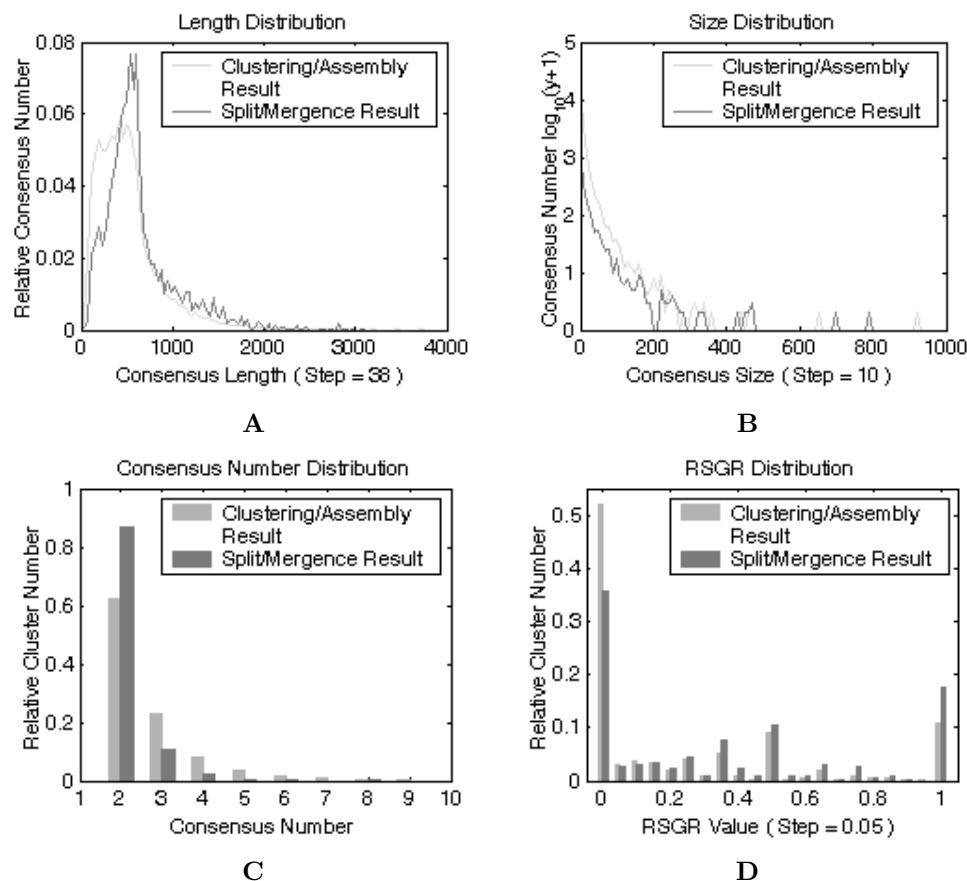 Length Distribution
0.08
0.06
0.04
0.02
0
Relative Consensus Number
Clustering/Assembly
Result
Split/Mergence Result
0 1000 2000 3000 4000
Consensus Length ( Step = 38 )
A
Size Distribution
5
4
3
2
1
0
Consensus Number log10(y+1)
Clustering/Assembly
Result
Split/Mergence Result
0 200 400 600 800 1000
Consensus Size ( Step = 10 )
B
Consensus Number Distribution
1
0.8
0.6
0.4
0.2
0
Relative Cluster Number
Clustering/Assembly
Result
Split/Mergence Result
1 2 3 4 5 6 7 8 9 10
Consensus Number
C
RSGR Distribution
0.5
0.4
0.3
0.2
0.1
0
Relative Cluster Number
Clustering/Assembly
Result
Split/Mergence Result
0 0.2 0.4 0.6 0.8 1
RSGR Value ( Step = 0.05 )
D